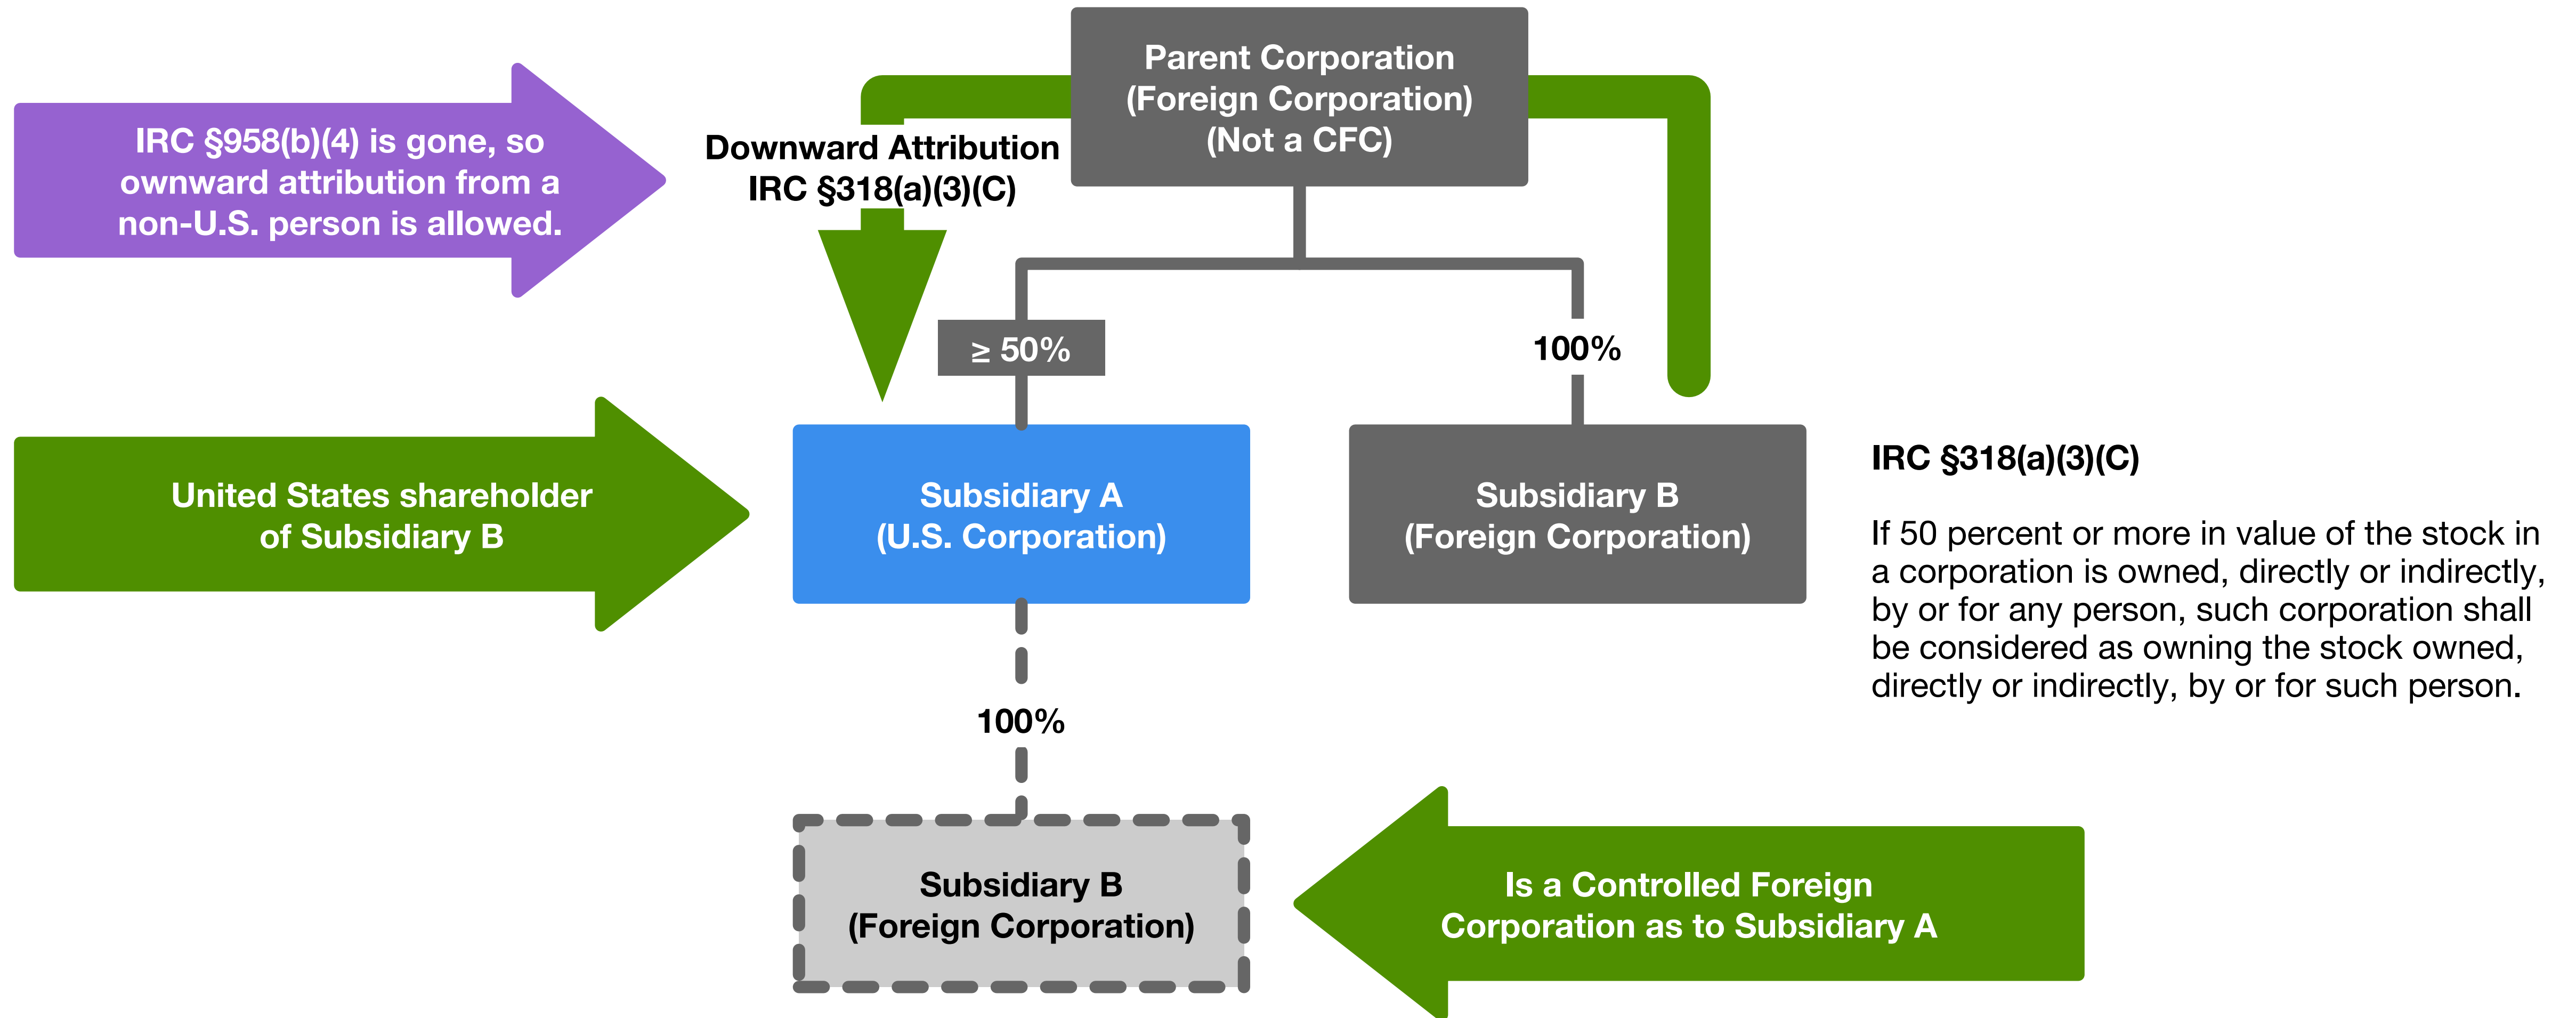 Parent Corporation
(Foreign Corporation)
(Not a CFC)
IRC §958(b)(4) is gone, so
ownward attribution from a
non-U.S. person is allowed.
Downward Attribution
IRC §318(a)(3)(C)
≥ 50%
100%
United States shareholder
of Subsidiary B
Subsidiary A
(U.S. Corporation)
Subsidiary B
(Foreign Corporation)
IRC §318(a)(3)(C)
If 50 percent or more in value of the stock in
a corporation is owned, directly or indirectly,
by or for any person, such corporation shall
be considered as owning the stock owned,
directly or indirectly, by or for such person.
100%
Subsidiary B
(Foreign Corporation)
Is a Controlled Foreign
Corporation as to Subsidiary A